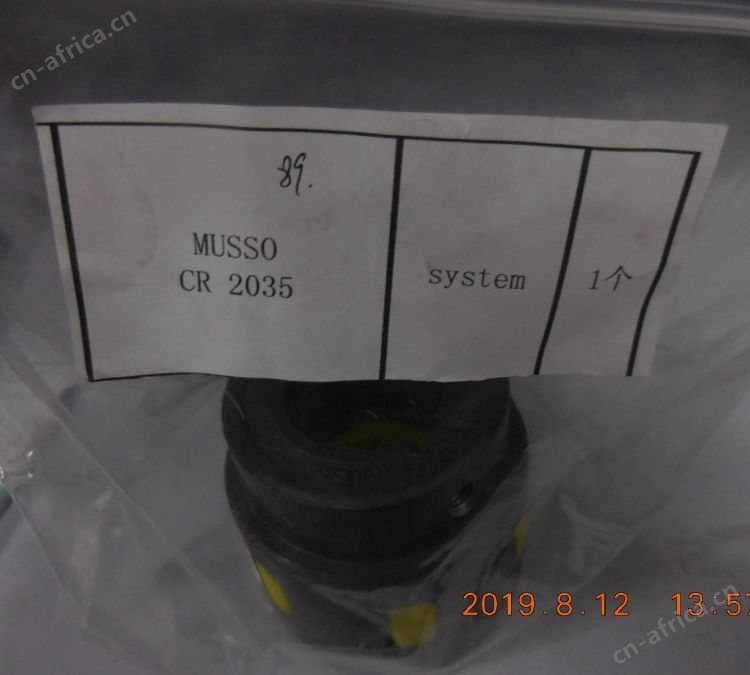 cn-africa.cn
89.
MUSSO
CR 2035
system
1个
2019.8.12 13:57
cn-africa.cn